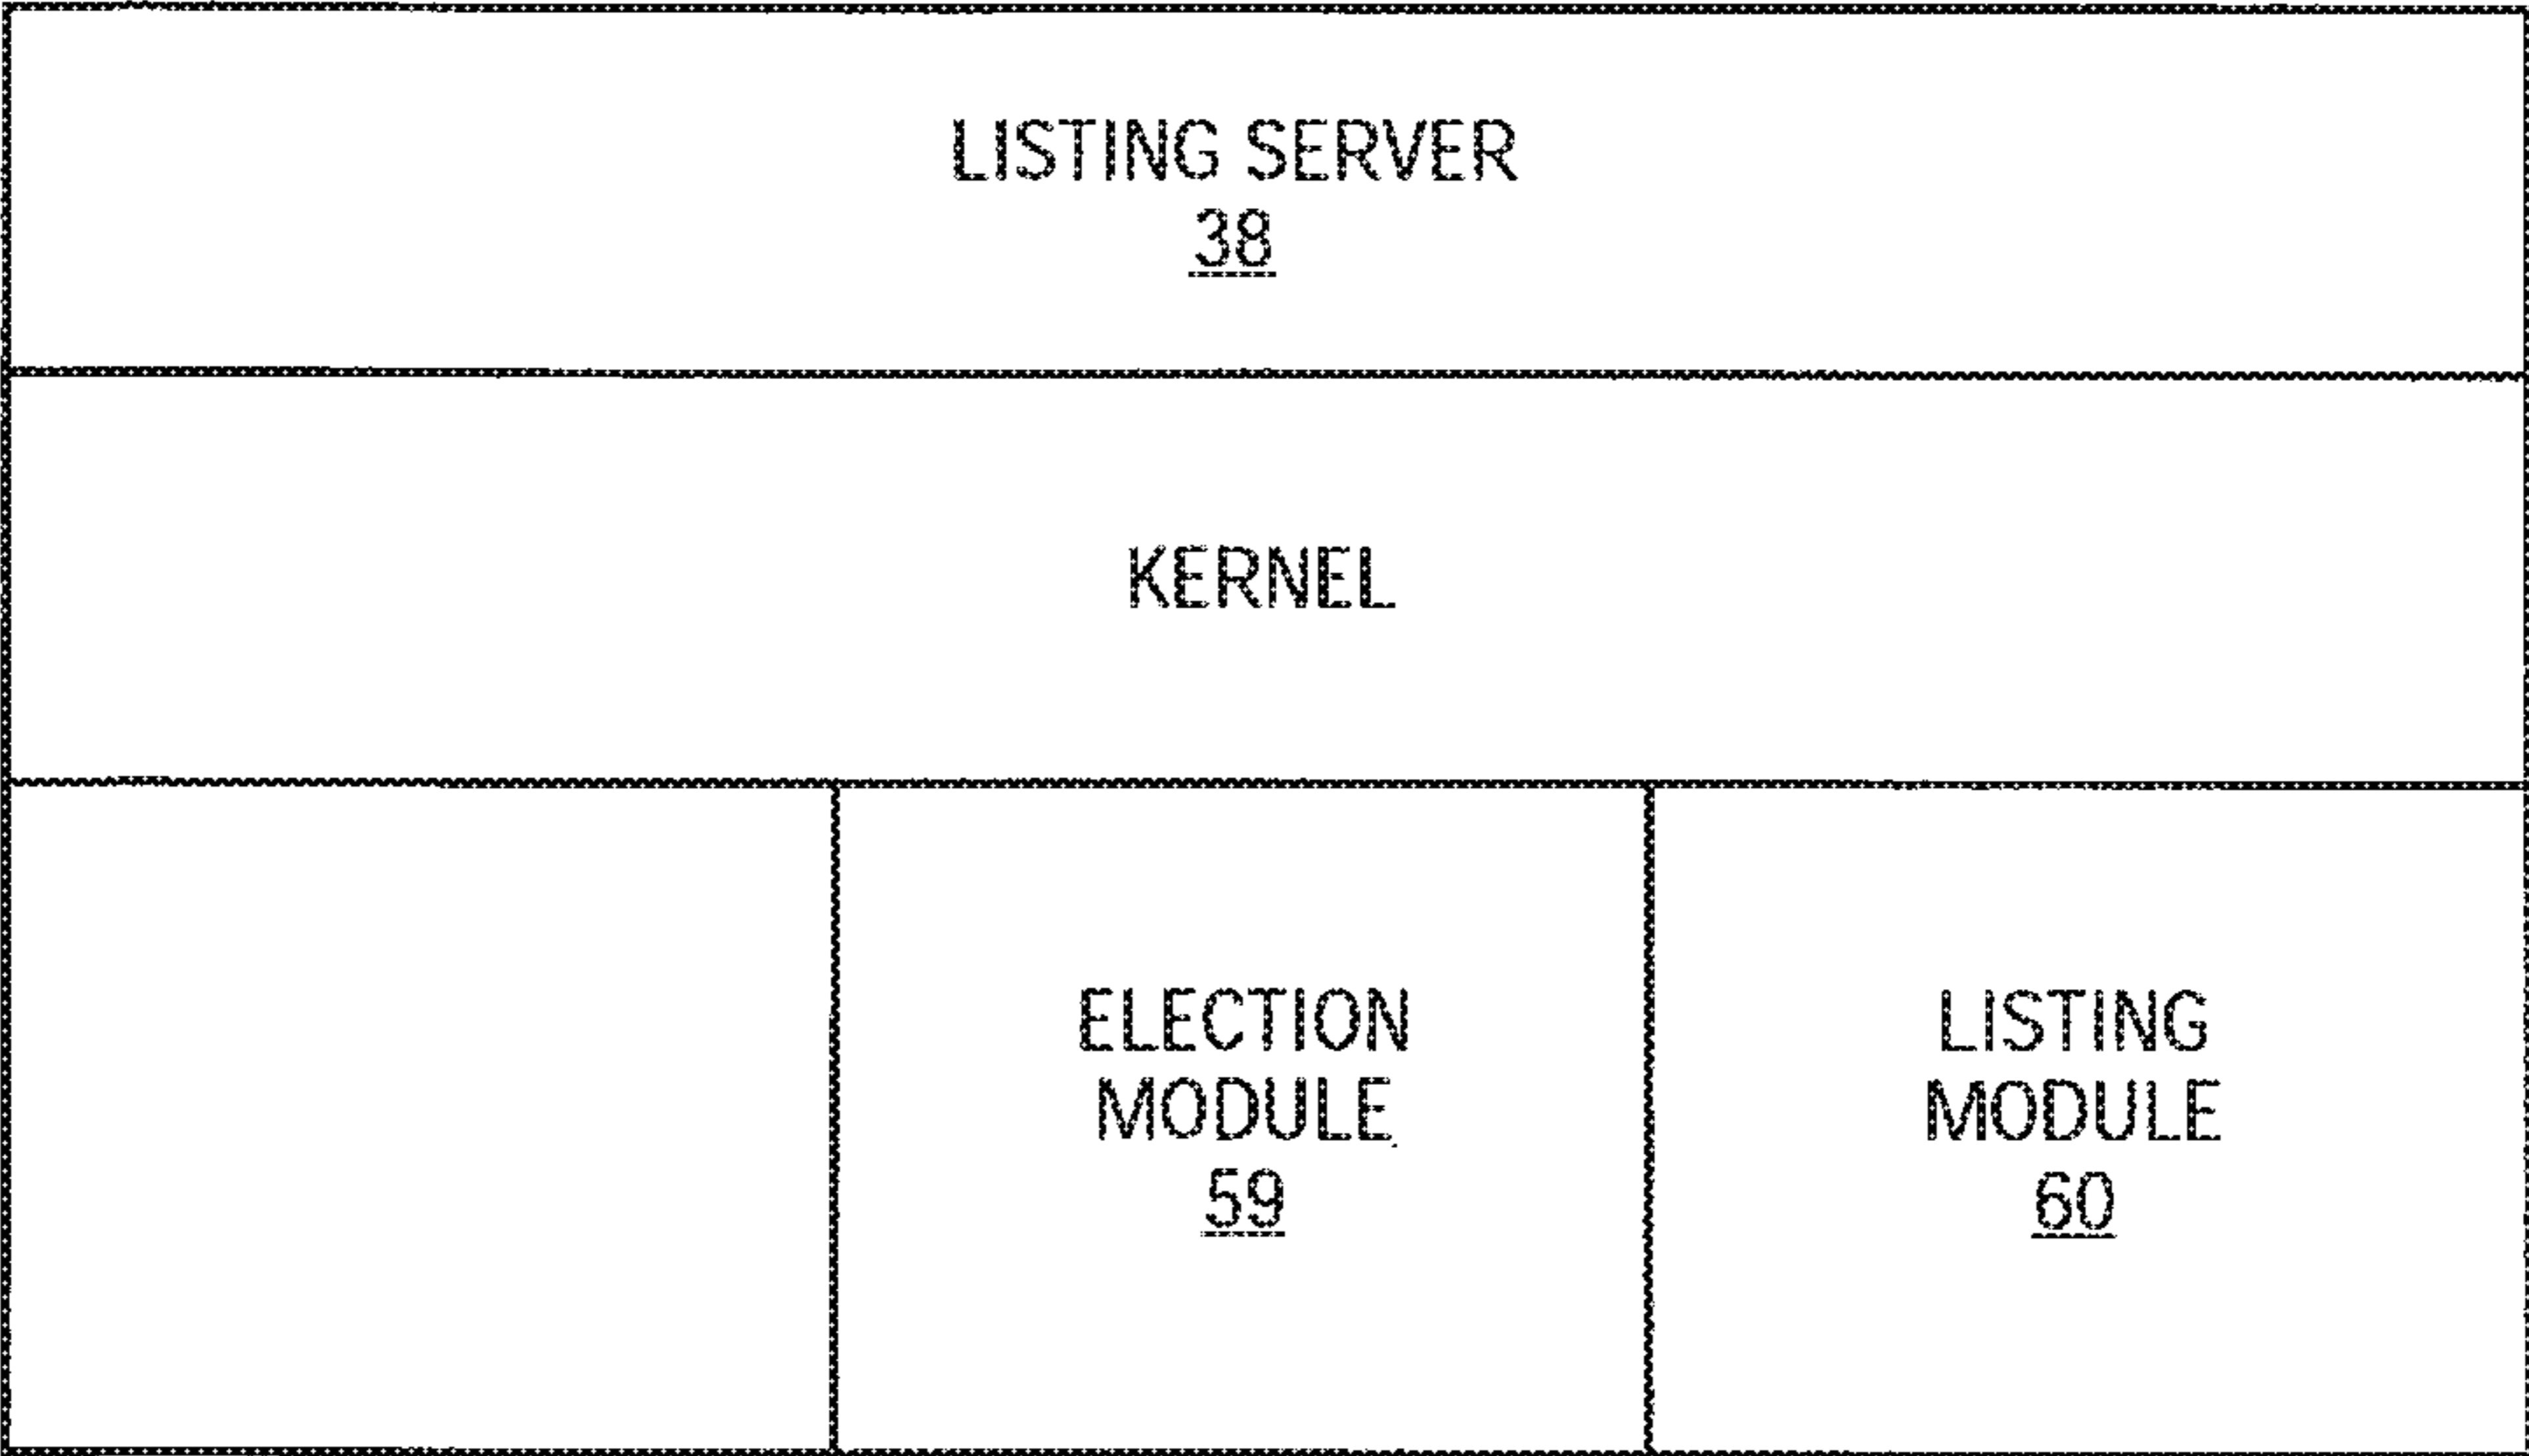 LISTING SERVER
38
KERNEL
ELECTION
MODULE
59
LISTING
MODULE
60